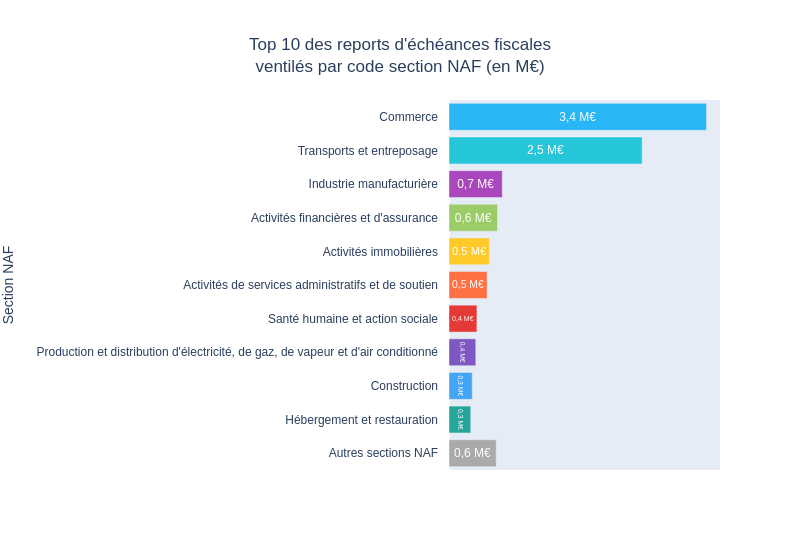 Top 10 des reports d'échéances fiscales
ventilés par code section NAF (en M€)
Section NAF
Commerce 3,4 M€
Transports et entreposage 2,5 M€
Industrie manufacturière 0,7 M€
Activités financières et d'assurance 0,6 M€
Activités immobilières 0,5 M€
Activités de services administratifs et de soutien 0,5 M€
Santé humaine et action sociale 0,4 M€
Production et distribution d'électricité, de gaz, de vapeur et d'air conditionné 0,4 M€
Construction 0,3 M€
Hébergement et restauration 0,3 M€
Autres sections NAF 0,6 M€